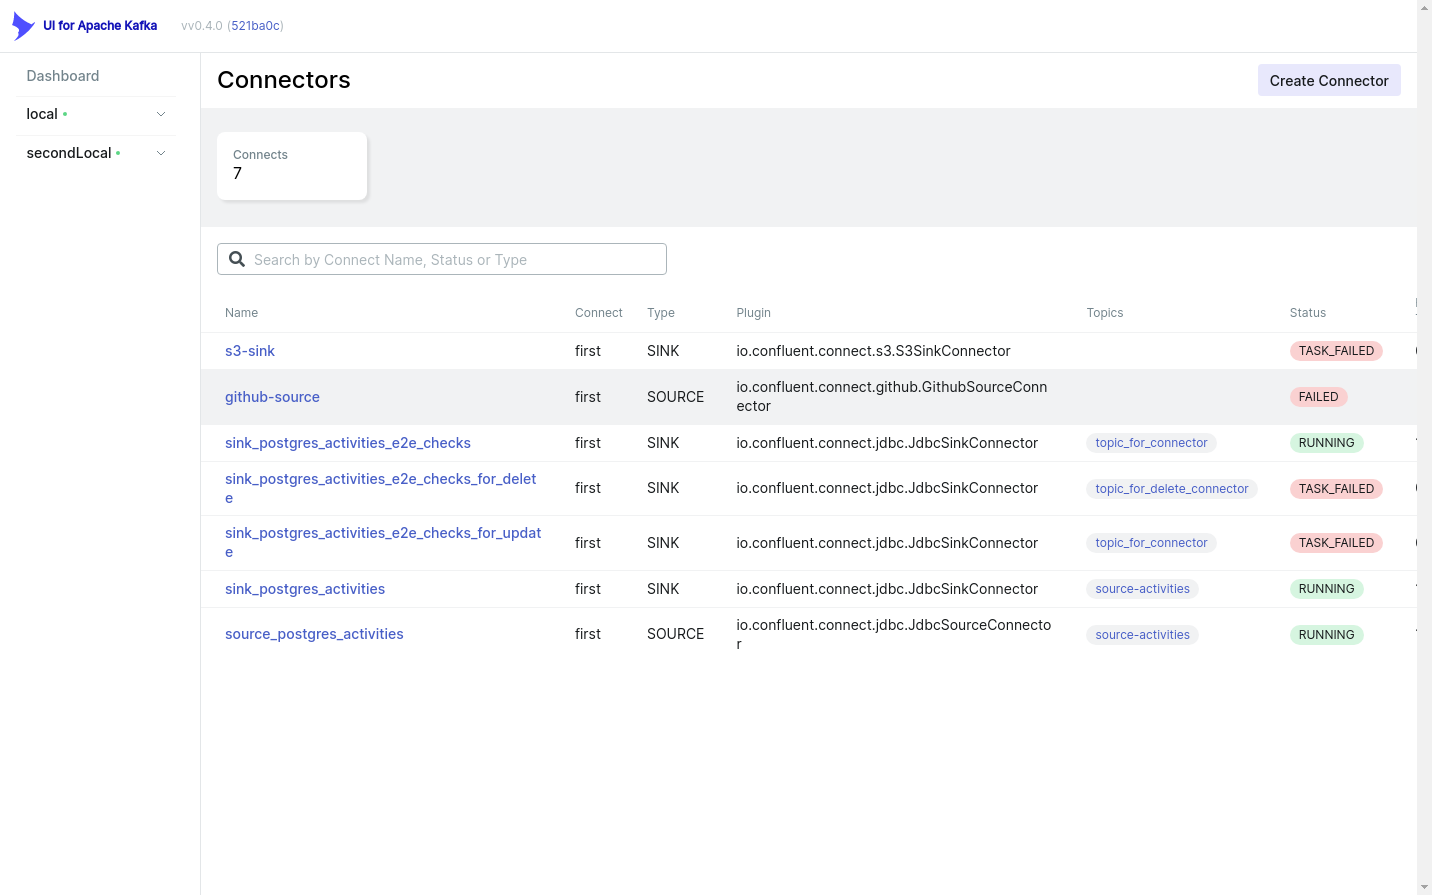 UI for Apache Kafka vv0.4.0 (521ba0c)
Dashboard
local
secondLocal
Connectors
Create Connector
Connects
7
Search by Connect Name, Status or Type
Name Connect Type Plugin Topics Status
s3-sink first SINK io.confluent.connect.s3.S3SinkConnector TASK_FAILED
github-source first SOURCE io.confluent.connect.github.GithubSourceConn
ector FAILED
sink_postgres_activities_e2e_checks first SINK io.confluent.connect.jdbc.JdbcSinkConnector topic_for_connector RUNNING
sink_postgres_activities_e2e_checks_for_delet
e first SINK io.confluent.connect.jdbc.JdbcSinkConnector topic_for_delete_connector TASK_FAILED
sink_postgres_activities_e2e_checks_for_updat
e first SINK io.confluent.connect.jdbc.JdbcSinkConnector topic_for_connector TASK_FAILED
sink_postgres_activities first SINK io.confluent.connect.jdbc.JdbcSinkConnector source-activities RUNNING
source_postgres_activities first SOURCE io.confluent.connect.jdbc.JdbcSourceConnecto
r source-activities RUNNING